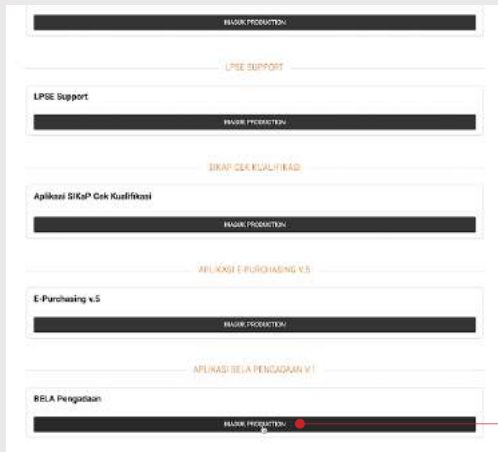 MASUK PRODUCTION
LPSE SUPPORT
LPSE Support
MASUK PRODUCTION
SIKAP CEK KUALIFIKASI
Aplikasi SIKaP Cek Kualifikasi
MASUK PRODUCTION
APLIKASI E-PURCHASING V.5
E-Purchasing v.5
MASUK PRODUCTION
APLIKASI BELA PENGADAAN V.1
BELA Pengadaan
MASUK PRODUCTION